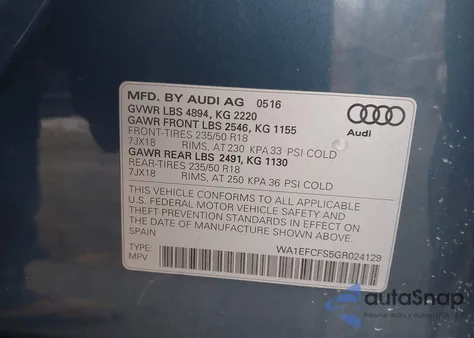 MFD. BY AUDI AG 0516
GVWR LBS 4894, KG 2220
GAWR FRONT LBS 2546, KG 1155
FRONT-TIRES 235/50 R18
7JX18 RIMS, AT 230 KPA 33 PSI COLD
GAWR REAR LBS 2491, KG 1130
REAR-TIRES 235/50 R18
7JX18 RIMS, AT 250 KPA 36 PSI COLD
THIS VEHICLE CONFORMS TO ALL APPLICABLE
U.S. FEDERAL MOTOR VEHICLE SAFETY AND
THEFT PREVENTION STANDARDS IN EFFECT ON
THE DATE OF MANUFACTURE SHOWN ABOVE.
SPAIN
TYPE:
MPV
WA1EFCFS5GR024129
Audi
autaSnap